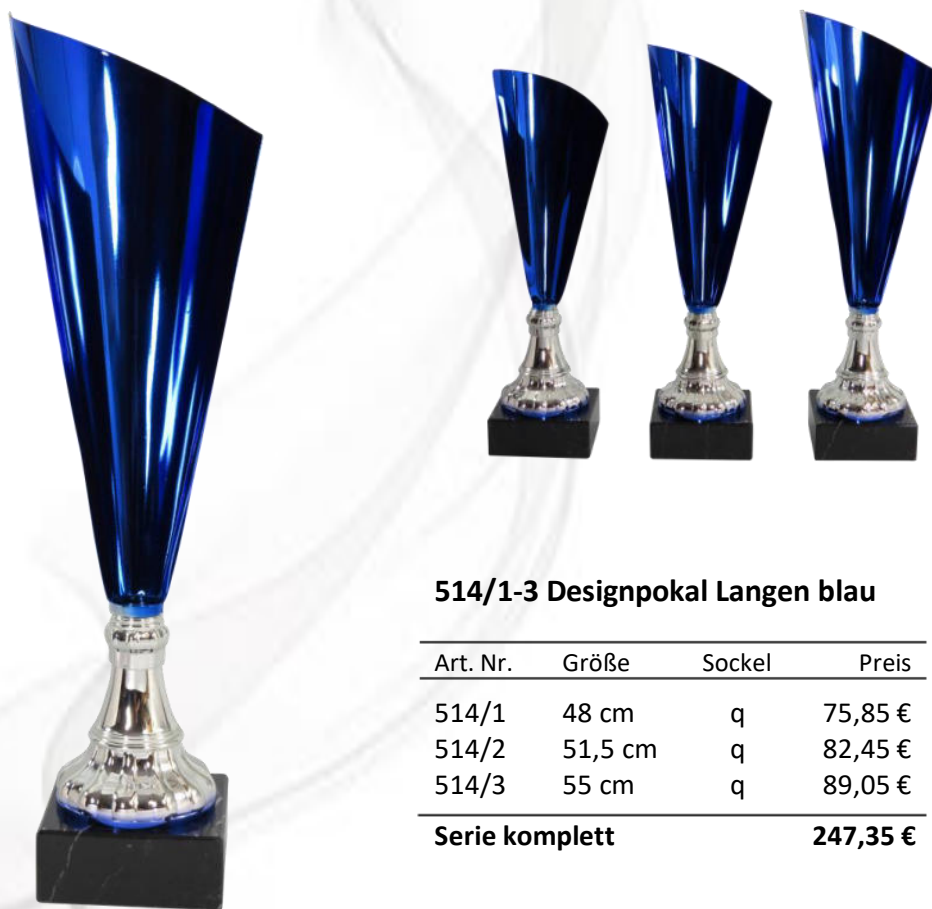 514/1-3 Designpokal Langen blau
Art. Nr. Größe Sockel Preis
514/1 48 cm q 75,85 €
514/2 51,5 cm q 82,45 €
514/3 55 cm q 89,05 €
Serie komplett 247,35 €